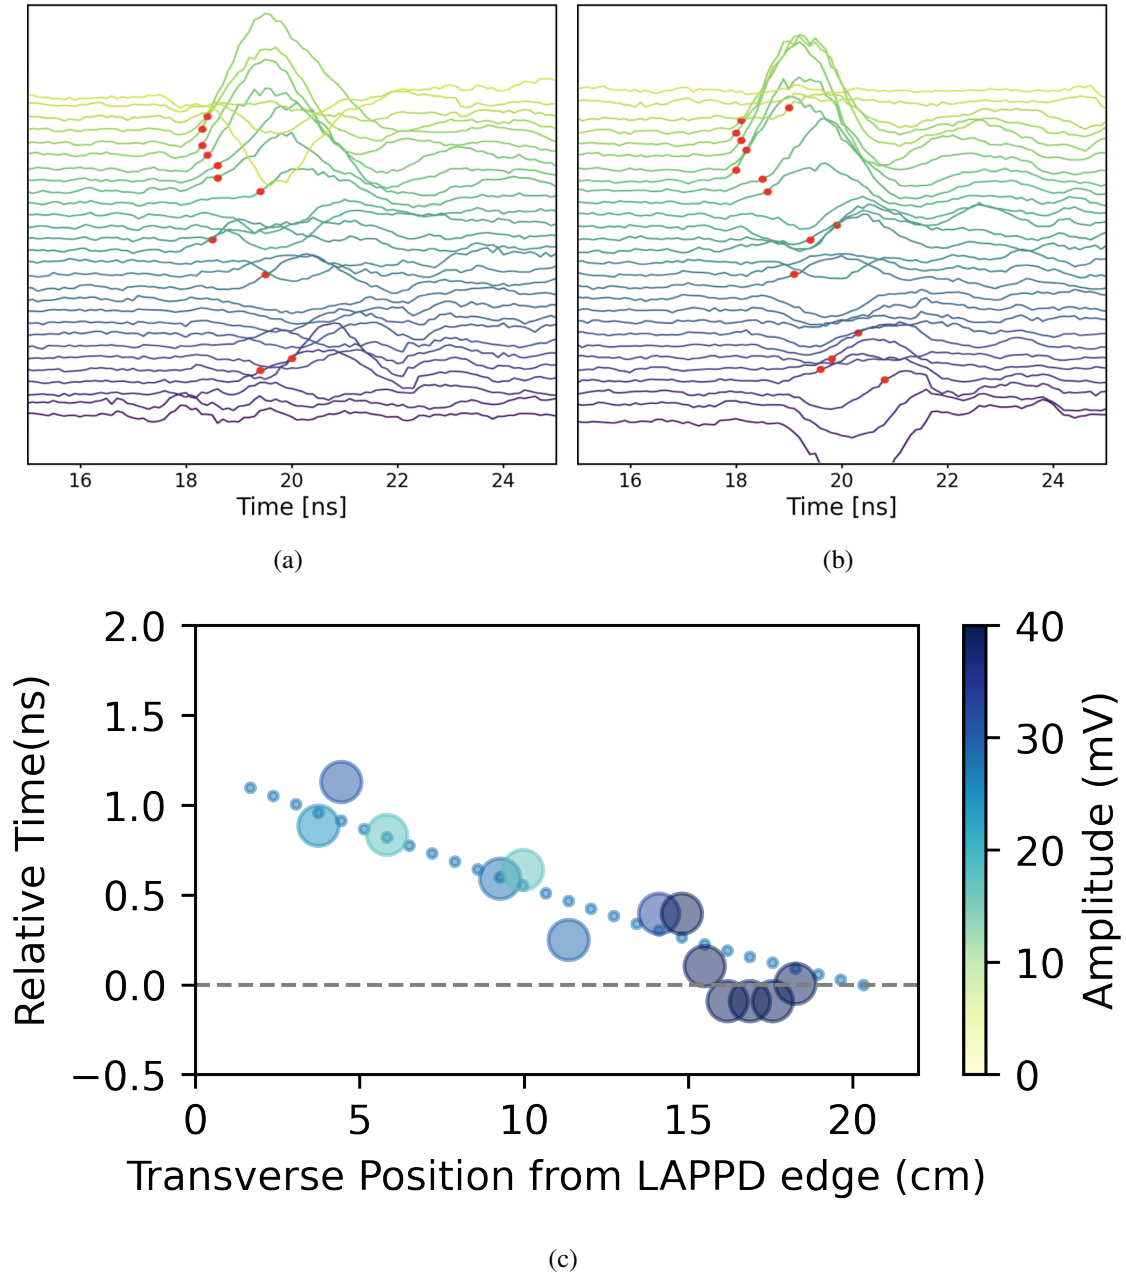 16 18 20 22 24
Time [ns]
(a)
16 18 20 22 24
Time [ns]
(b)
2.0
1.5
1.0
0.5
0.0
−0.5
Relative Time(ns)
0 5 10 15 20
Transverse Position from LAPPD edge (cm)
40
30
20
10
0
Amplitude (mV)
(c)